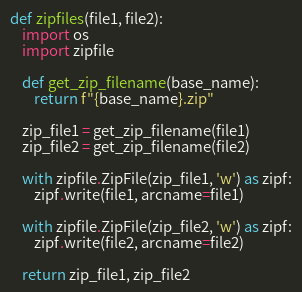 def zipfiles(file1, file2):
    import os
    import zipfile

    def get_zip_filename(base_name):
        return f"{base_name}.zip"

    zip_file1 = get_zip_filename(file1)
    zip_file2 = get_zip_filename(file2)

    with zipfile.ZipFile(zip_file1, 'w') as zipf:
        zipf.write(file1, arcname=file1)

    with zipfile.ZipFile(zip_file2, 'w') as zipf:
        zipf.write(file2, arcname=file2)

    return zip_file1, zip_file2